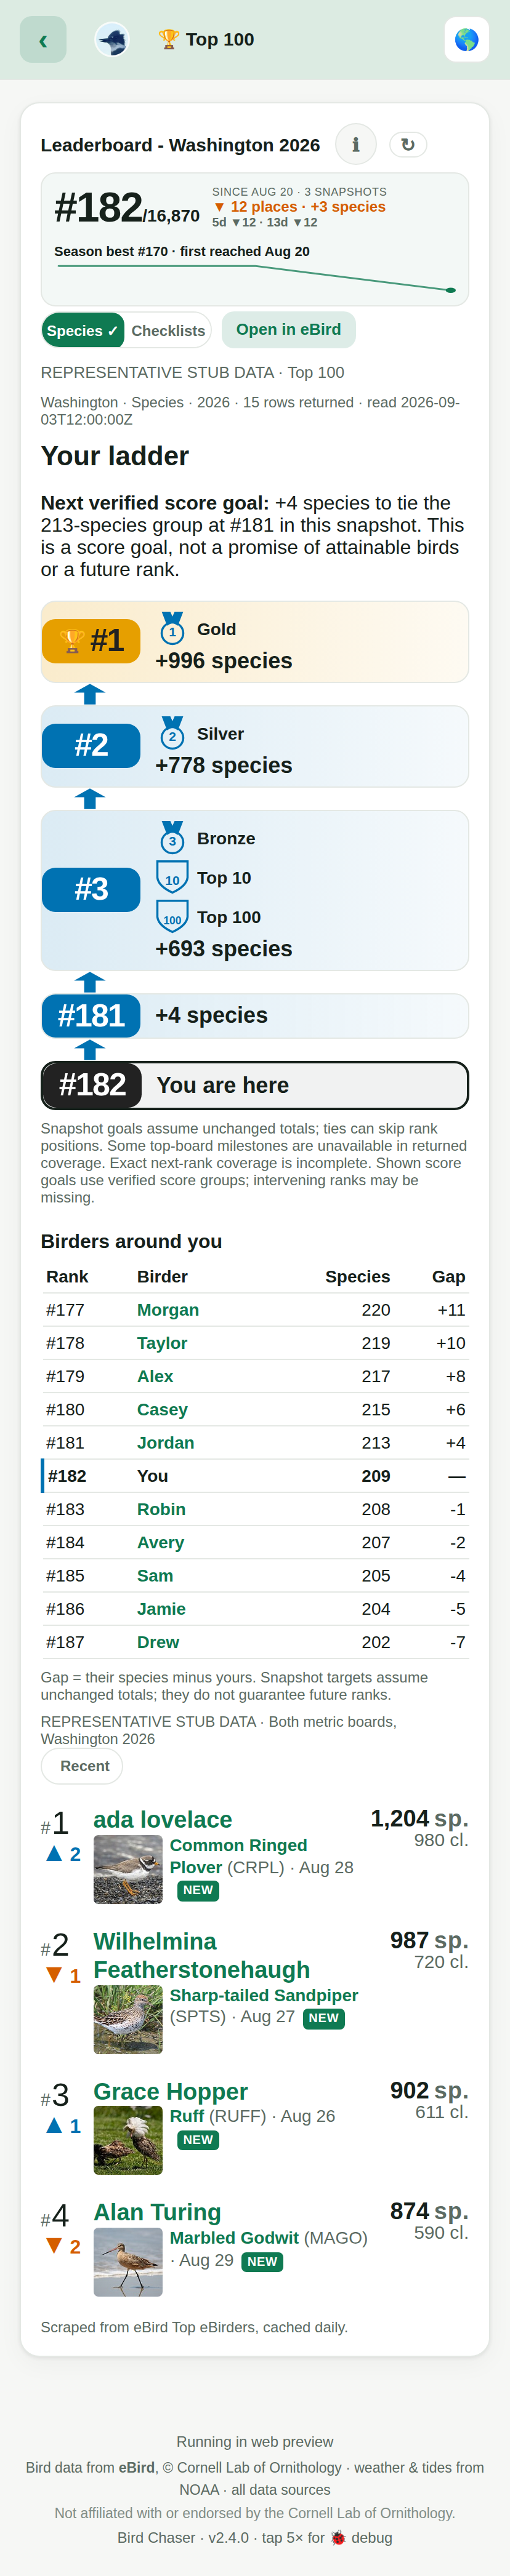 ‹ 🏆 Top 100 🌎
Leaderboard - Washington 2026 ℹ ↻
#182/16,870
SINCE AUG 20 · 3 SNAPSHOTS
▼ 12 places · +3 species
5d ▼12 · 13d ▼12
Season best #170 · first reached Aug 20
Species ✓ Checklists Open in eBird
REPRESENTATIVE STUB DATA · Top 100
Washington · Species · 2026 · 15 rows returned · read 2026-09-
03T12:00:00Z
Your ladder
Next verified score goal: +4 species to tie the
213-species group at #181 in this snapshot. This
is a score goal, not a promise of attainable birds
or a future rank.
🏆 #1
1 Gold
+996 species
#2
2 Silver
+778 species
#3
3 Bronze
10 Top 10
100 Top 100
+693 species
#181 +4 species
#182 You are here
Snapshot goals assume unchanged totals; ties can skip rank
positions. Some top-board milestones are unavailable in returned
coverage. Exact next-rank coverage is incomplete. Shown score
goals use verified score groups; intervening ranks may be
missing.
Birders around you
Rank Birder Species Gap
#177 Morgan 220 +11
#178 Taylor 219 +10
#179 Alex 217 +8
#180 Casey 215 +6
#181 Jordan 213 +4
#182 You 209 —
#183 Robin 208 -1
#184 Avery 207 -2
#185 Sam 205 -4
#186 Jamie 204 -5
#187 Drew 202 -7
Gap = their species minus yours. Snapshot targets assume
unchanged totals; they do not guarantee future ranks.
REPRESENTATIVE STUB DATA · Both metric boards,
Washington 2026
Recent
#1 ada lovelace 1,204 sp.
▲ 2 980 cl.
Common Ringed
Plover (CRPL) · Aug 28
NEW
#2 Wilhelmina 987 sp.
▼ 1 720 cl.
Featherstonehaugh
Sharp-tailed Sandpiper
(SPTS) · Aug 27 NEW
#3 Grace Hopper 902 sp.
▲ 1 611 cl.
Ruff (RUFF) · Aug 26
NEW
#4 Alan Turing 874 sp.
▼ 2 590 cl.
Marbled Godwit (MAGO)
· Aug 29 NEW
Scraped from eBird Top eBirders, cached daily.
Running in web preview
Bird data from eBird, © Cornell Lab of Ornithology · weather & tides from
NOAA · all data sources
Not affiliated with or endorsed by the Cornell Lab of Ornithology.
Bird Chaser · v2.4.0 · tap 5× for 🐞 debug